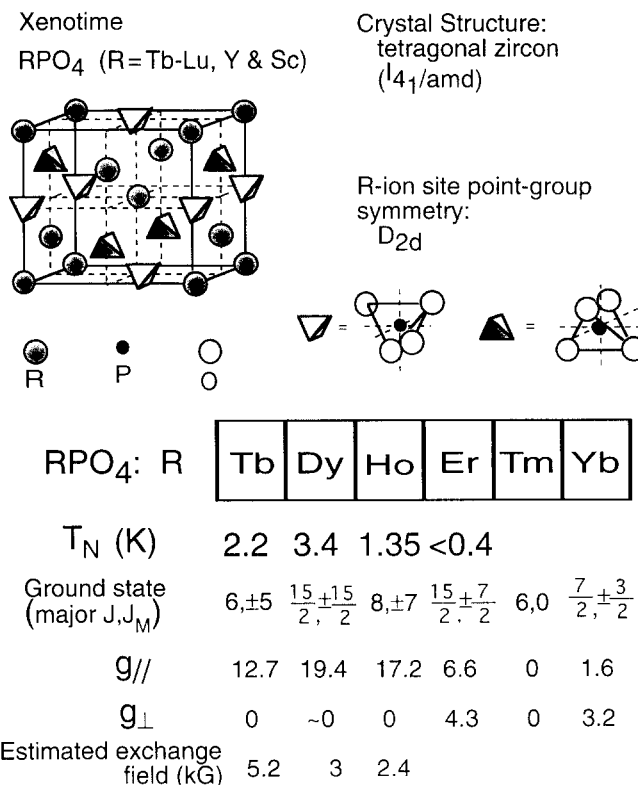 Xenotime
RPO4 (R=Tb-Lu, Y & Sc)
Crystal Structure:
tetragonal zircon
(I41/amd)
R-ion site point-group
symmetry:
D2d
= =
R P O
RPO4: R Tb Dy Ho Er Tm Yb
TN (K) 2.2 3.4 1.35 <0.4
Ground state
(major J,JM) 6,±5 15/2,±15/2 8,±7 15/2,±7/2 6,0 7/2,±3/2
g// 12.7 19.4 17.2 6.6 0 1.6
g⊥ 0 ~0 0 4.3 0 3.2
Estimated exchange
field (kG) 5.2 3 2.4